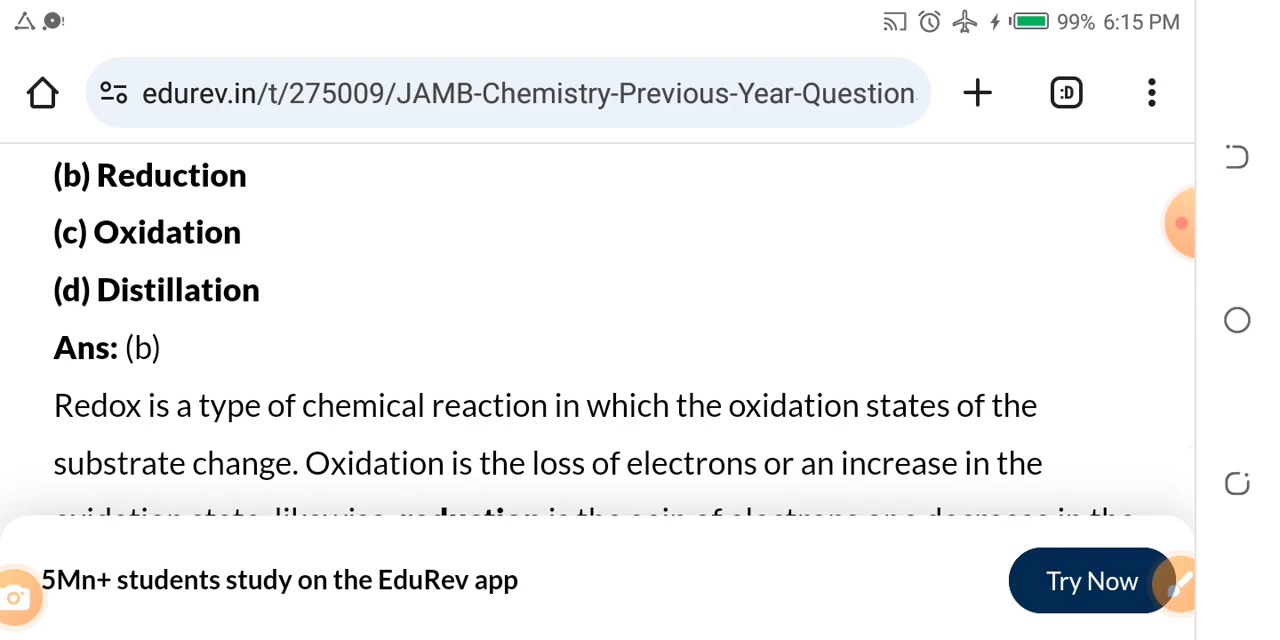 99% 6:15 PM
edurev.in/t/275009/JAMB-Chemistry-Previous-Year-Question
:D
(b) Reduction
(c) Oxidation
(d) Distillation
Ans: (b)
Redox is a type of chemical reaction in which the oxidation states of the
substrate change. Oxidation is the loss of electrons or an increase in the
5Mn+ students study on the EduRev app
Try Now